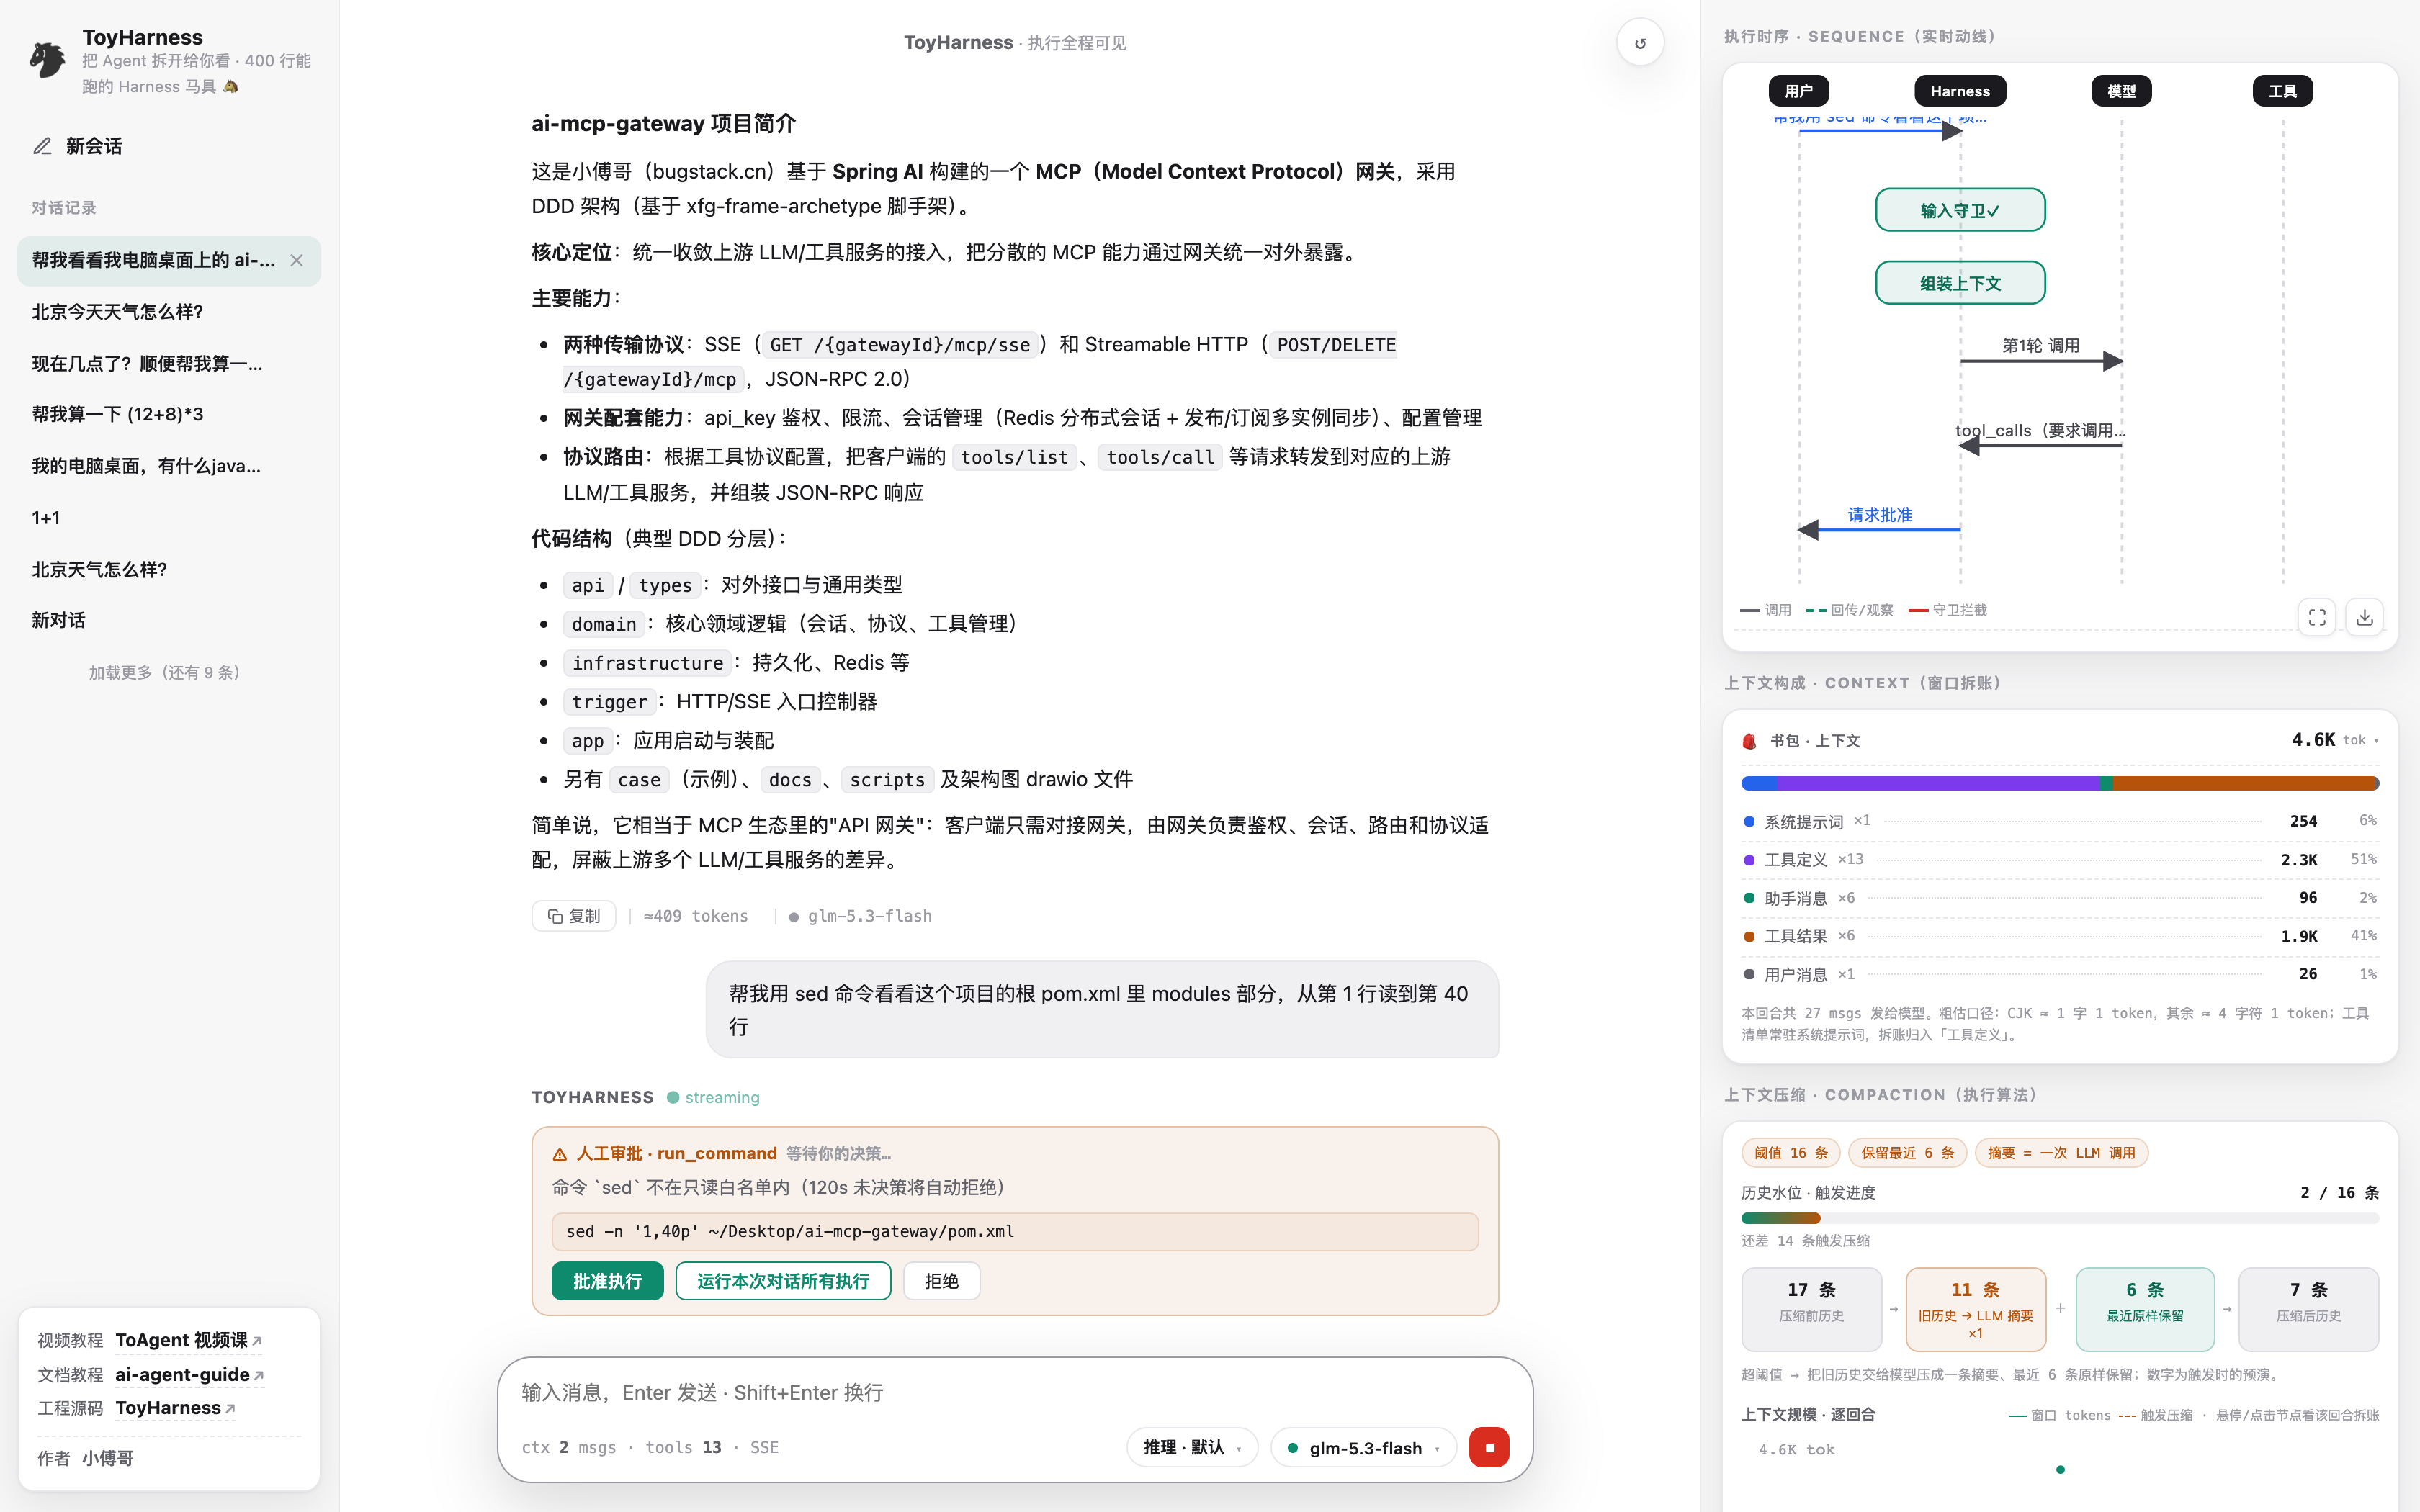 ToyHarness
把 Agent 拆开给你看 · 400 行能
跑的 Harness 马具
新会话
对话记录
帮我看看我电脑桌面上的 ai-...
北京今天天气怎么样?
现在几点了？顺便帮我算一...
帮我算一下 (12+8)*3
我的电脑桌面，有什么java...
1+1
北京天气怎么样?
新对话
加载更多（还有 9 条）
视频教程 ToAgent 视频课↗
文档教程 ai-agent-guide↗
工程源码 ToyHarness↗
作者 小傅哥
ToyHarness · 执行全程可见
ai-mcp-gateway 项目简介
这是小傅哥（bugstack.cn）基于 Spring AI 构建的一个 MCP（Model Context Protocol）网关，采用
DDD 架构（基于 xfg-frame-archetype 脚手架）。
核心定位：统一收敛上游 LLM/工具服务的接入，把分散的 MCP 能力通过网关统一对外暴露。
主要能力：
• 两种传输协议：SSE（GET /{gatewayId}/mcp/sse）和 Streamable HTTP（POST/DELETE
/{gatewayId}/mcp，JSON-RPC 2.0）
• 网关配套能力：api_key 鉴权、限流、会话管理（Redis 分布式会话 + 发布/订阅多实例同步）、配置管理
• 协议路由：根据工具协议配置，把客户端的 tools/list、tools/call 等请求转发到对应的上游
LLM/工具服务，并组装 JSON-RPC 响应
代码结构（典型 DDD 分层）：
• api / types：对外接口与通用类型
• domain：核心领域逻辑（会话、协议、工具管理）
• infrastructure：持久化、Redis 等
• trigger：HTTP/SSE 入口控制器
• app：应用启动与装配
• 另有 case（示例）、docs、scripts 及架构图 drawio 文件
简单说，它相当于 MCP 生态里的"API 网关"：客户端只需对接网关，由网关负责鉴权、会话、路由和协议适
配，屏蔽上游多个 LLM/工具服务的差异。
复制 | ≈409 tokens | ● glm-5.3-flash
帮我用 sed 命令看看这个项目的根 pom.xml 里 modules 部分，从第 1 行读到第 40
行
TOYHARNESS ● streaming
人工审批 · run_command 等待你的决策…
命令 `sed` 不在只读白名单内（120s 未决策将自动拒绝）
sed -n '1,40p' ~/Desktop/ai-mcp-gateway/pom.xml
批准执行 运行本次对话所有执行 拒绝
输入消息，Enter 发送 · Shift+Enter 换行
ctx 2 msgs · tools 13 · SSE 推理 · 默认 glm-5.3-flash
执行时序 · SEQUENCE（实时动线）
用户 Harness 模型 工具
帮我用 sed 命令看看这个项...
输入守卫✓
组装上下文
第1轮 调用
tool_calls（要求调用...
请求批准
调用 回传/观察 守卫拦截
上下文构成 · CONTEXT（窗口拆账）
书包 · 上下文 4.6K tok ▾
系统提示词 ×1 254 6%
工具定义 ×13 2.3K 51%
助手消息 ×6 96 2%
工具结果 ×6 1.9K 41%
用户消息 ×1 26 1%
本回合共 27 msgs 发给模型。粗估口径：CJK ≈ 1 字 1 token，其余 ≈ 4 字符 1 token；工具
清单常驻系统提示词，拆账归入「工具定义」。
上下文压缩 · COMPACTION（执行算法）
阈值 16 条 保留最近 6 条 摘要 = 一次 LLM 调用
历史水位 · 触发进度 2 / 16 条
还差 14 条触发压缩
17 条 → 11 条 + 6 条 → 7 条
压缩前历史 旧历史 → LLM 摘要 最近原样保留 压缩后历史
×1
超阈值 → 把旧历史交给模型压成一条摘要、最近 6 条原样保留；数字为触发时的预演。
上下文规模 · 逐回合 窗口 tokens 触发压缩 · 悬停/点击节点看该回合拆账
4.6K tok